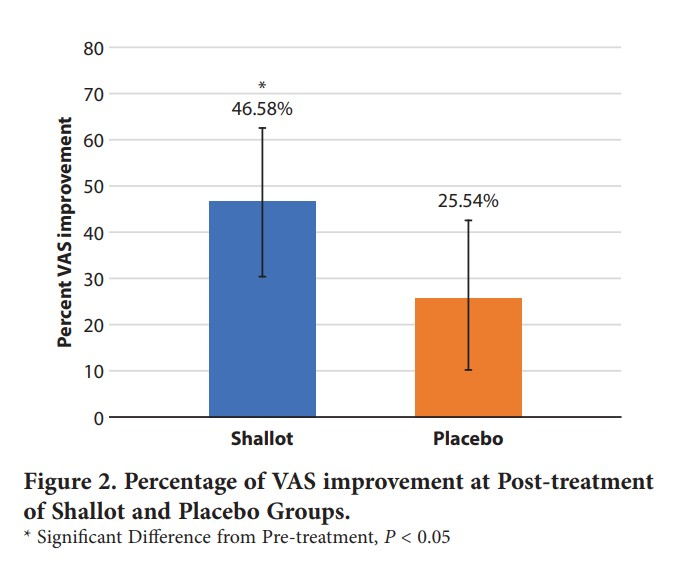 80
70
60
50
40
30
20
10
0
Percent VAS improvement
*
46.58%
25.54%
Shallot
Placebo
Figure 2. Percentage of VAS improvement at Post-treatment
of Shallot and Placebo Groups.
* Significant Difference from Pre-treatment, P < 0.05